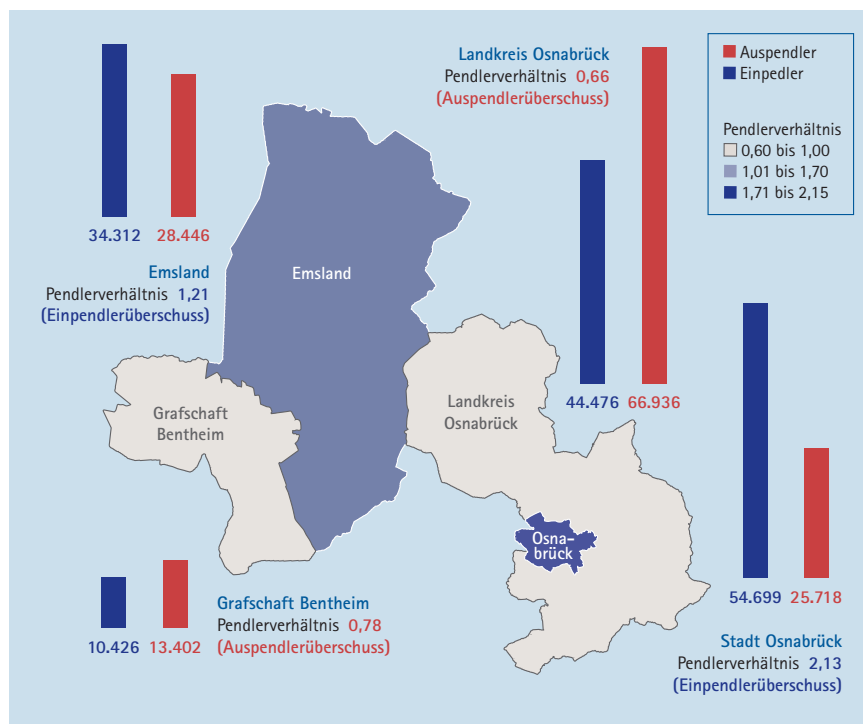 Landkreis Osnabrück
Pendlerverhältnis 0,66
(Auspendlerüberschuss)
Auspendler
Einpedler
Pendlerverhältnis
0,60 bis 1,00
1,01 bis 1,70
1,71 bis 2,15
34.312 28.446
Emsland
Pendlerverhältnis 1,21
(Einpendlerüberschuss)
Emsland
Grafschaft
Bentheim
Landkreis
Osnabrück
44.476 66.936
Osna-
brück
10.426 13.402
Grafschaft Bentheim
Pendlerverhältnis 0,78
(Auspendlerüberschuss)
54.699 25.718
Stadt Osnabrück
Pendlerverhältnis 2,13
(Einpendlerüberschuss)